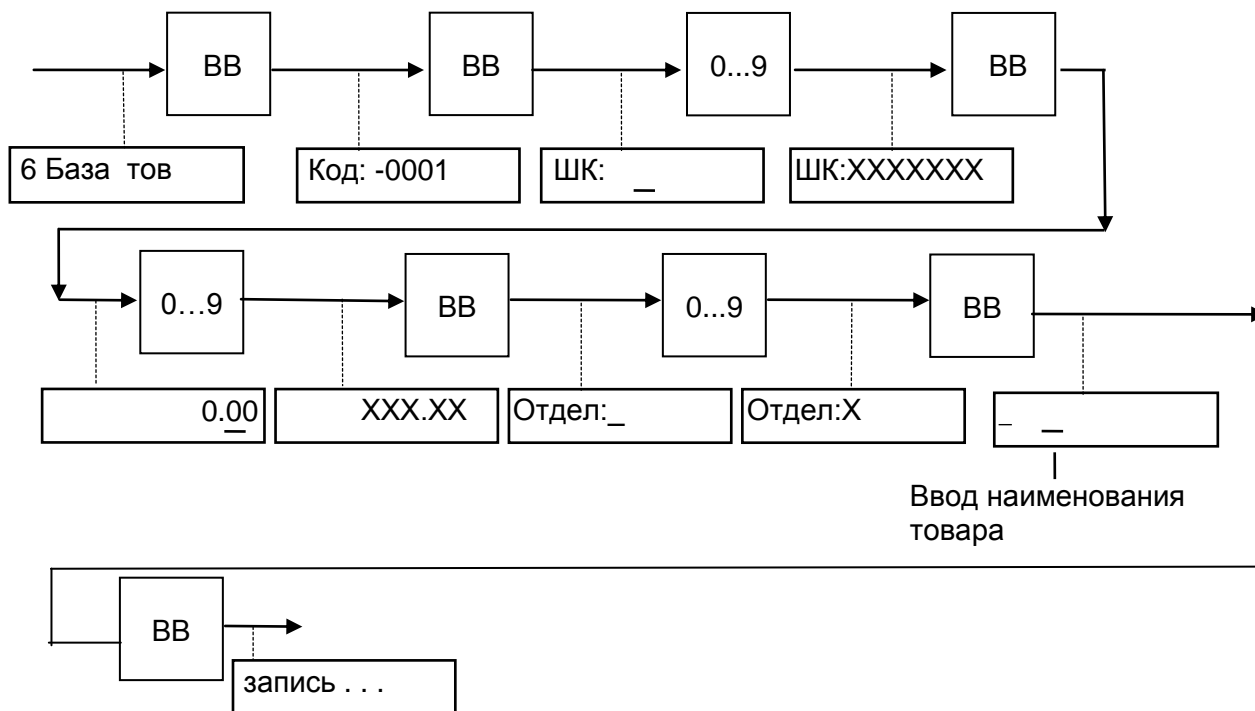 ВВ ВВ 0...9 ВВ
6 База тов Код: -0001 ШК: _ ШК:XXXXXXX
0…9 ВВ 0...9 ВВ
0.00 XXX.XX Отдел:_ Отдел:X _ _
Ввод наименования
товара
ВВ
запись . . .